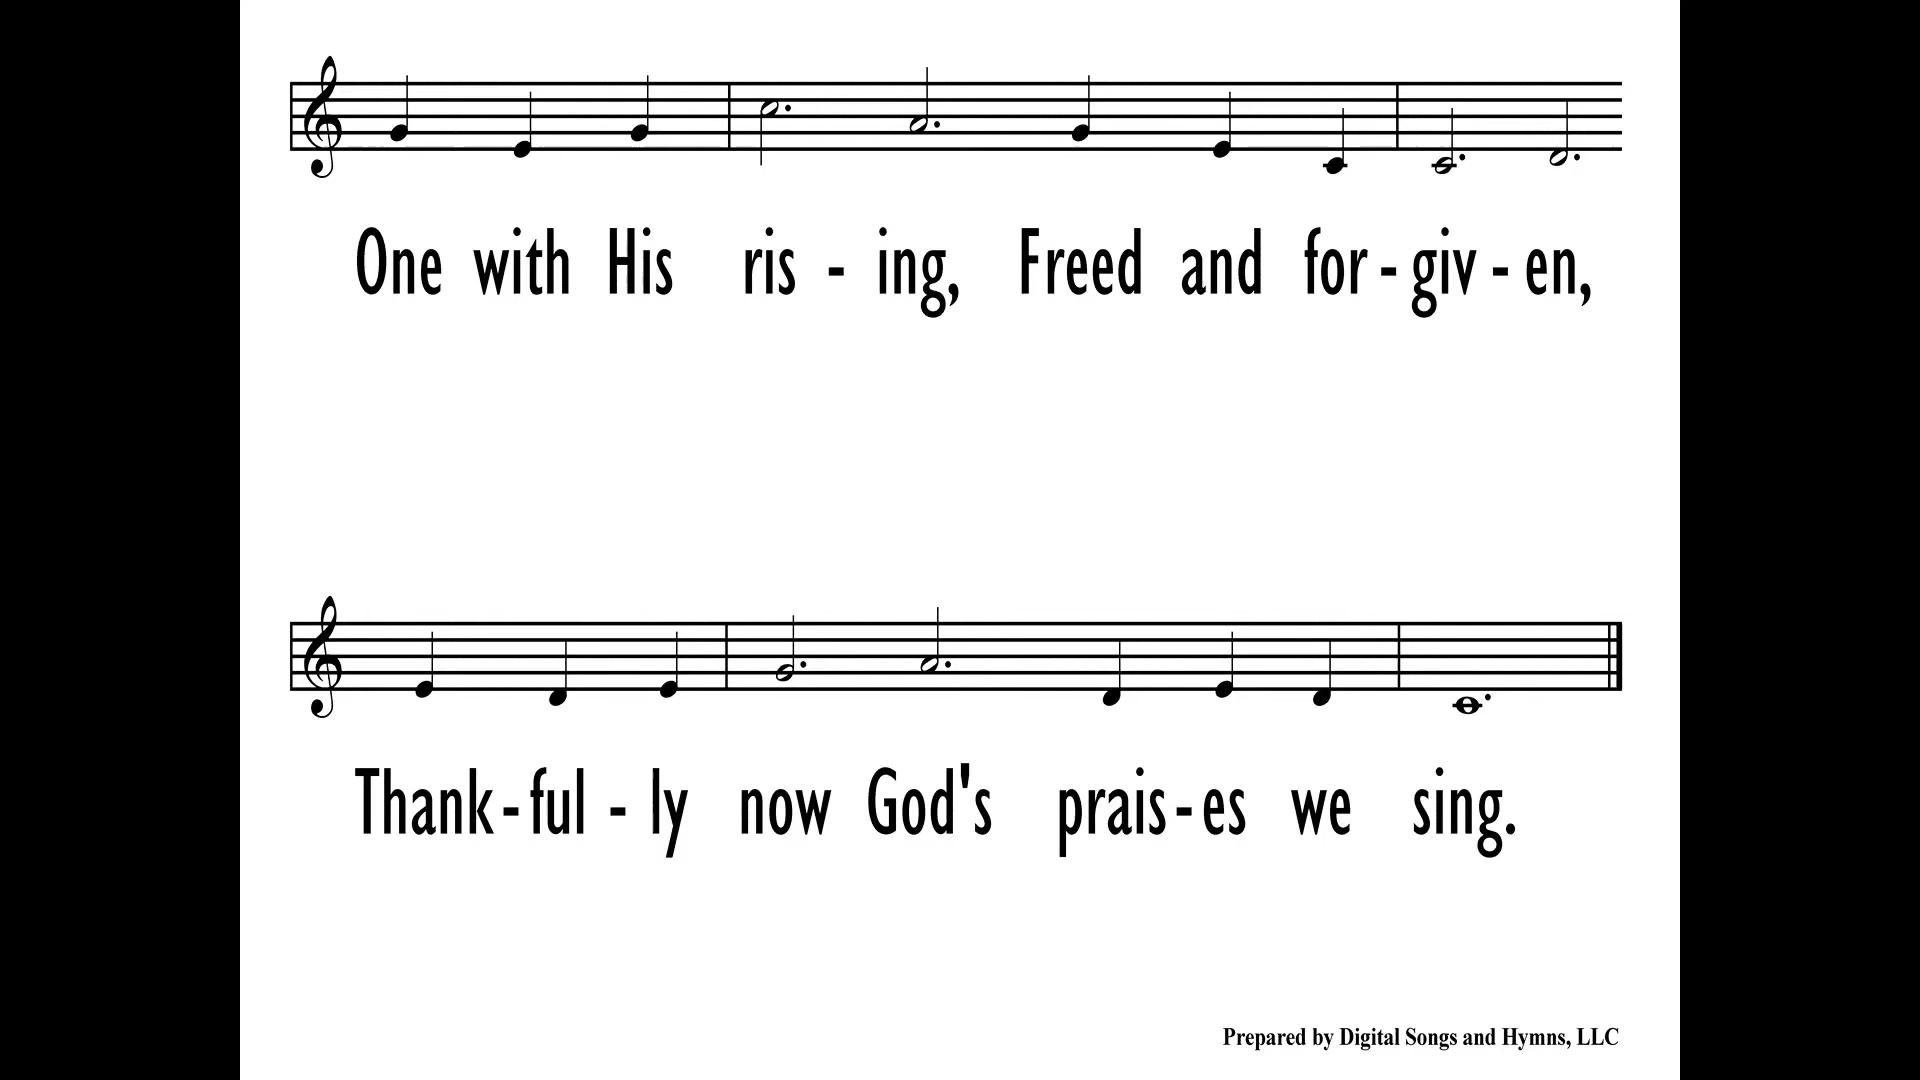 One with His ris - ing, Freed and for - giv - en,
Thank - ful - ly now God's prais - es we sing.
Prepared by Digital Songs and Hymns, LLC